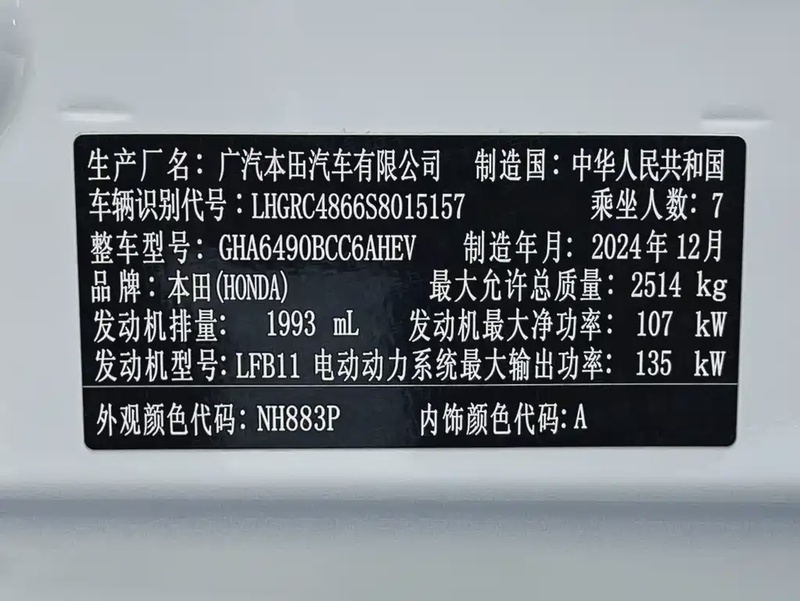 生产厂名：广汽本田汽车有限公司 制造国：中华人民共和国
车辆识别代号：LHGRC4866S8015157 乘坐人数：7
整车型号：GHA6490BCC6AHEV 制造年月：2024年12月
品牌：本田(HONDA) 最大允许总质量：2514 kg
发动机排量： 1993 mL 发动机最大净功率：107 kW
发动机型号：LFB11 电动动力系统最大输出功率：135 kW
外观颜色代码：NH883P 内饰颜色代码：A